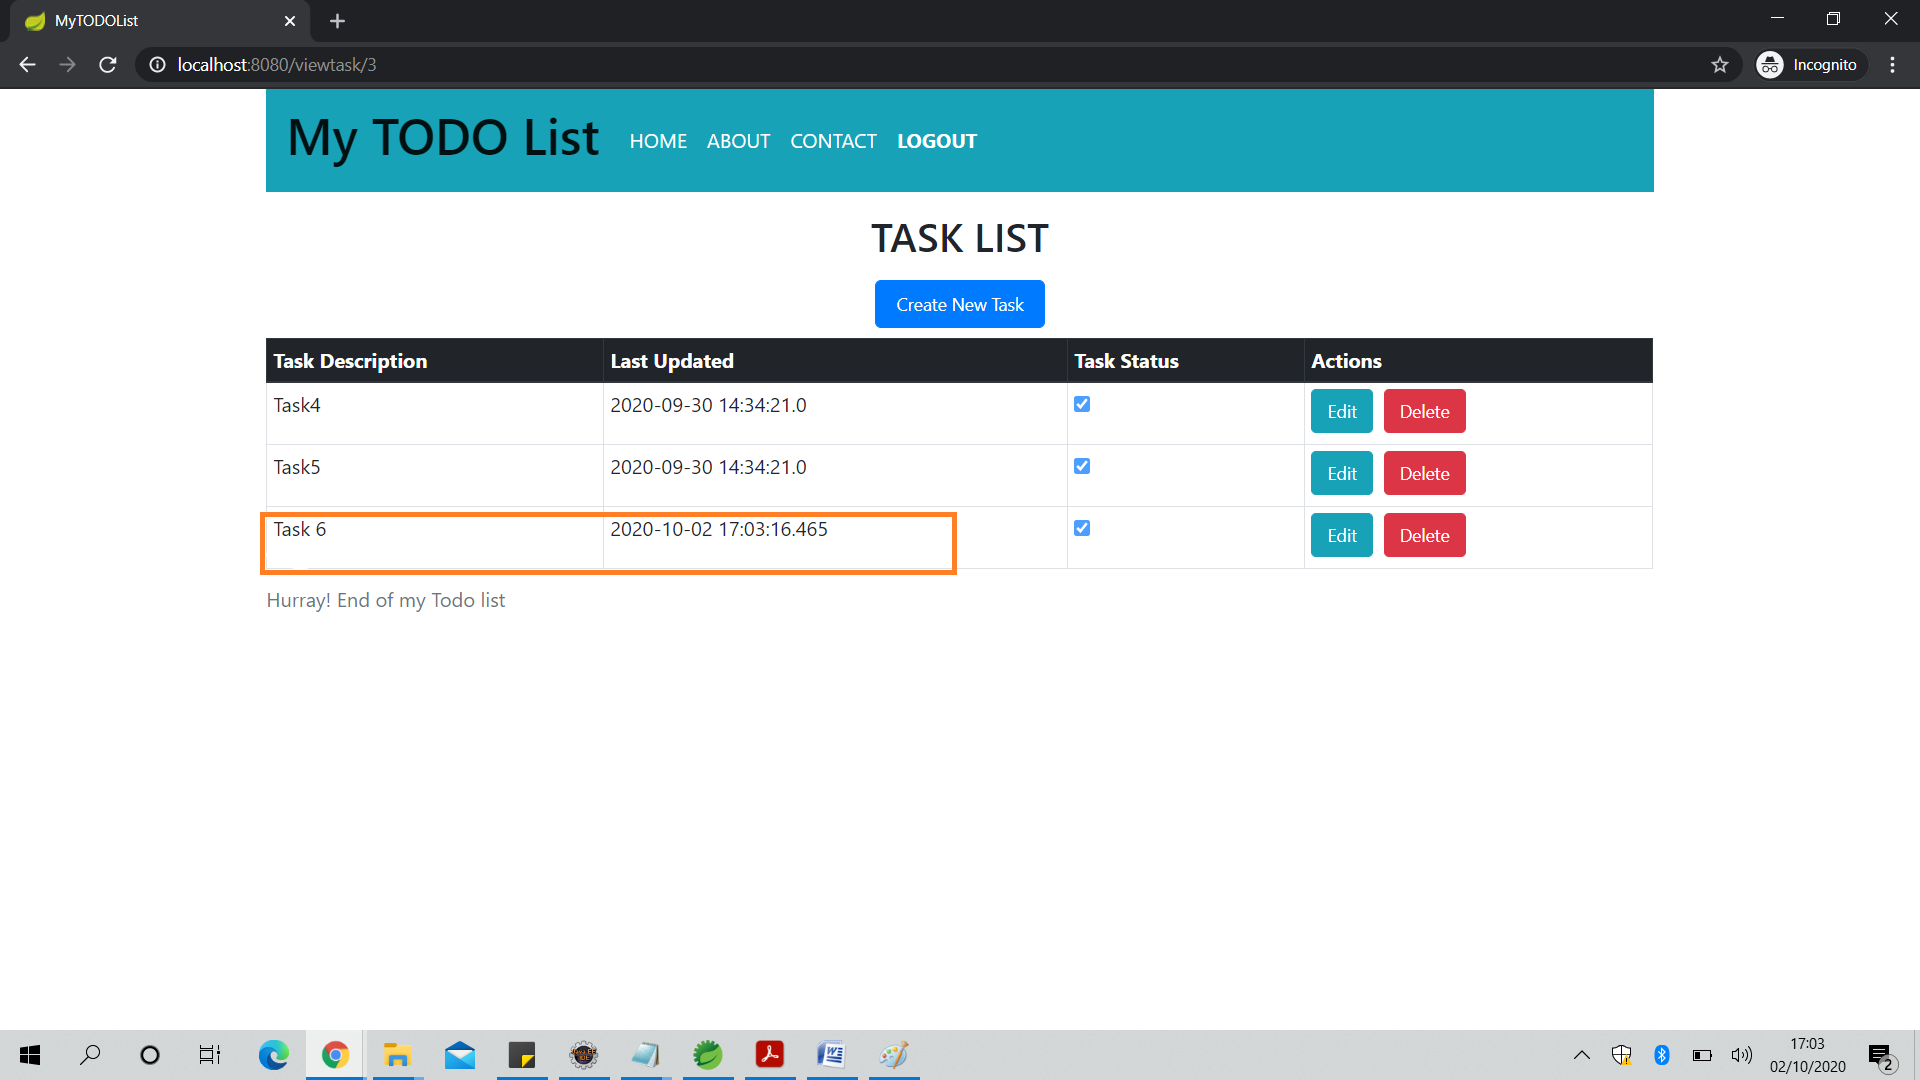 MyTODOList
localhost:8080/viewtask/3
Incognito
My TODO List HOME ABOUT CONTACT LOGOUT
TASK LIST
Create New Task
Task Description Last Updated Task Status Actions
Task4 2020-09-30 14:34:21.0 Edit Delete
Task5 2020-09-30 14:34:21.0 Edit Delete
Task 6 2020-10-02 17:03:16.465 Edit Delete
Hurray! End of my Todo list
17:03
02/10/2020
2